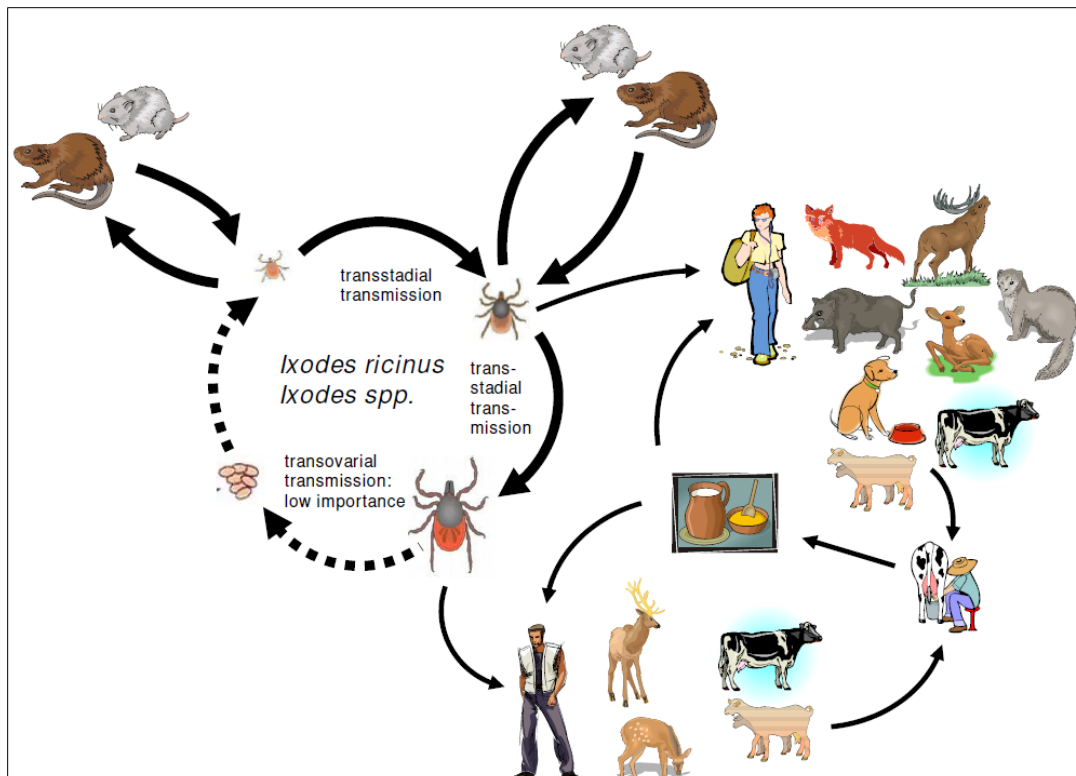 transstadial
transmission
Ixodes ricinus
Ixodes spp.
trans-
stadial
trans-
mission
transovarial
transmission:
low importance